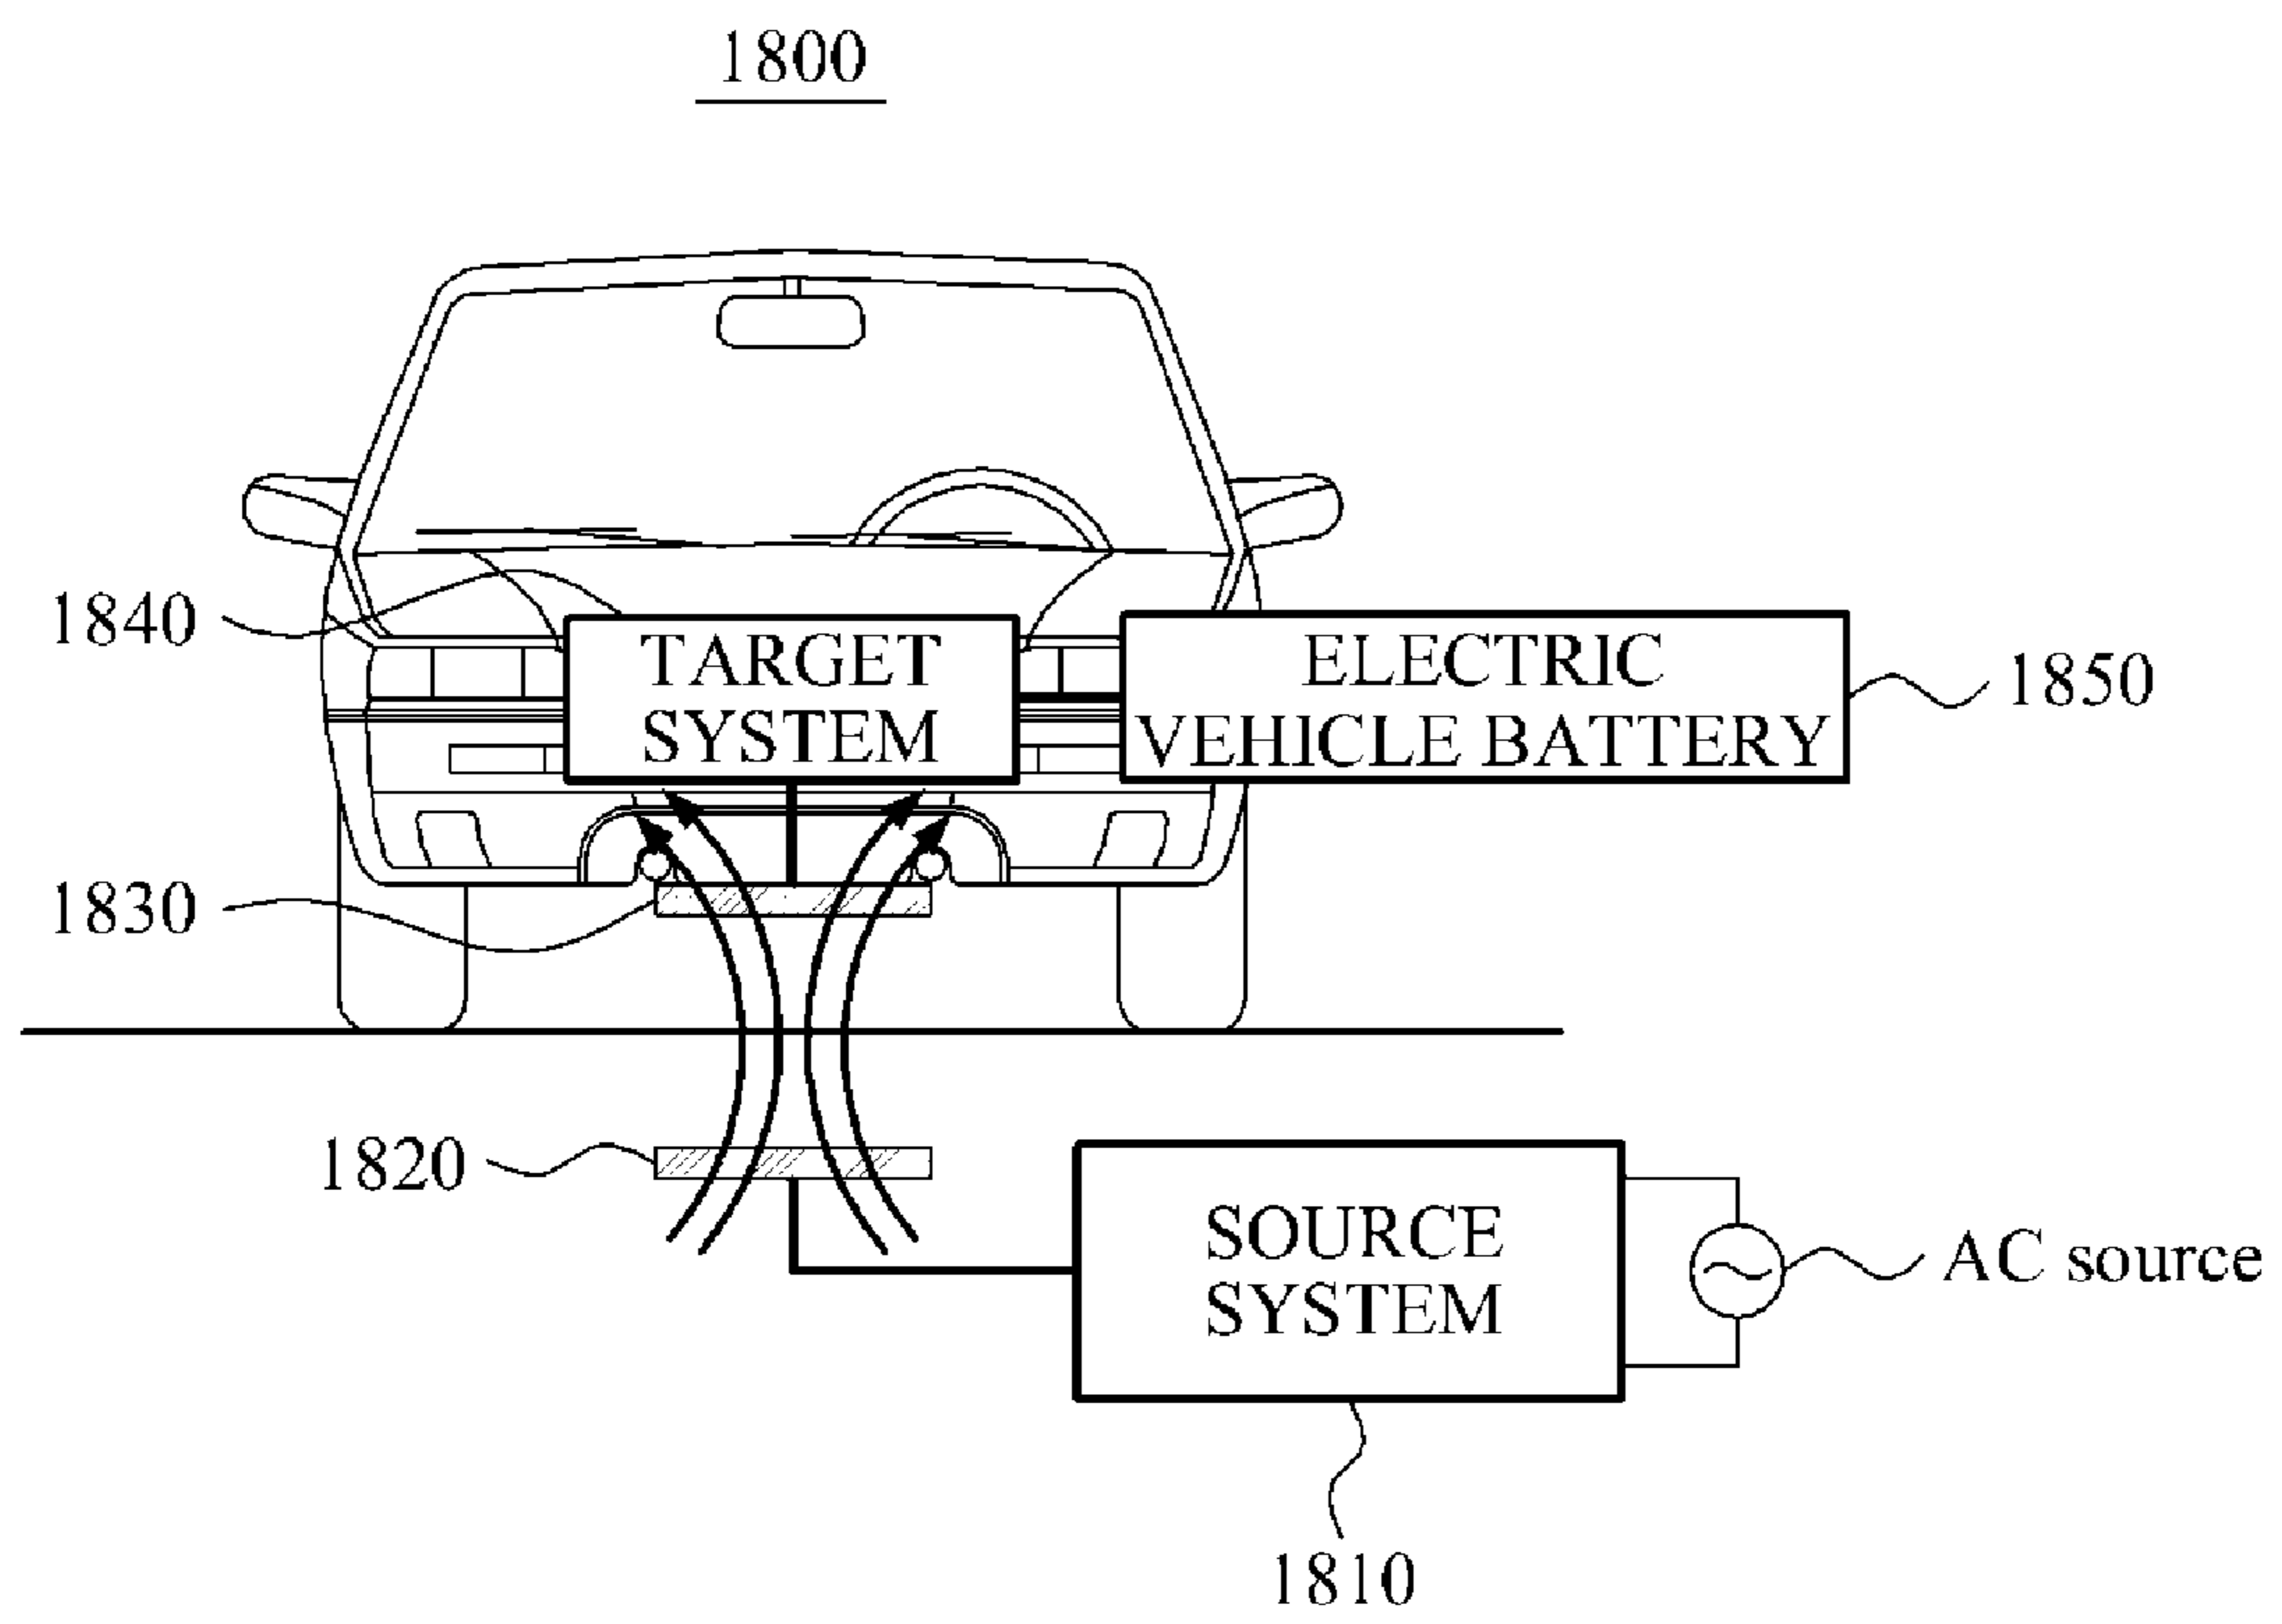 1800
1840
TARGET
SYSTEM
ELECTRIC
VEHICLE BATTERY
1850
1830
1820
SOURCE
SYSTEM
AC source
1810